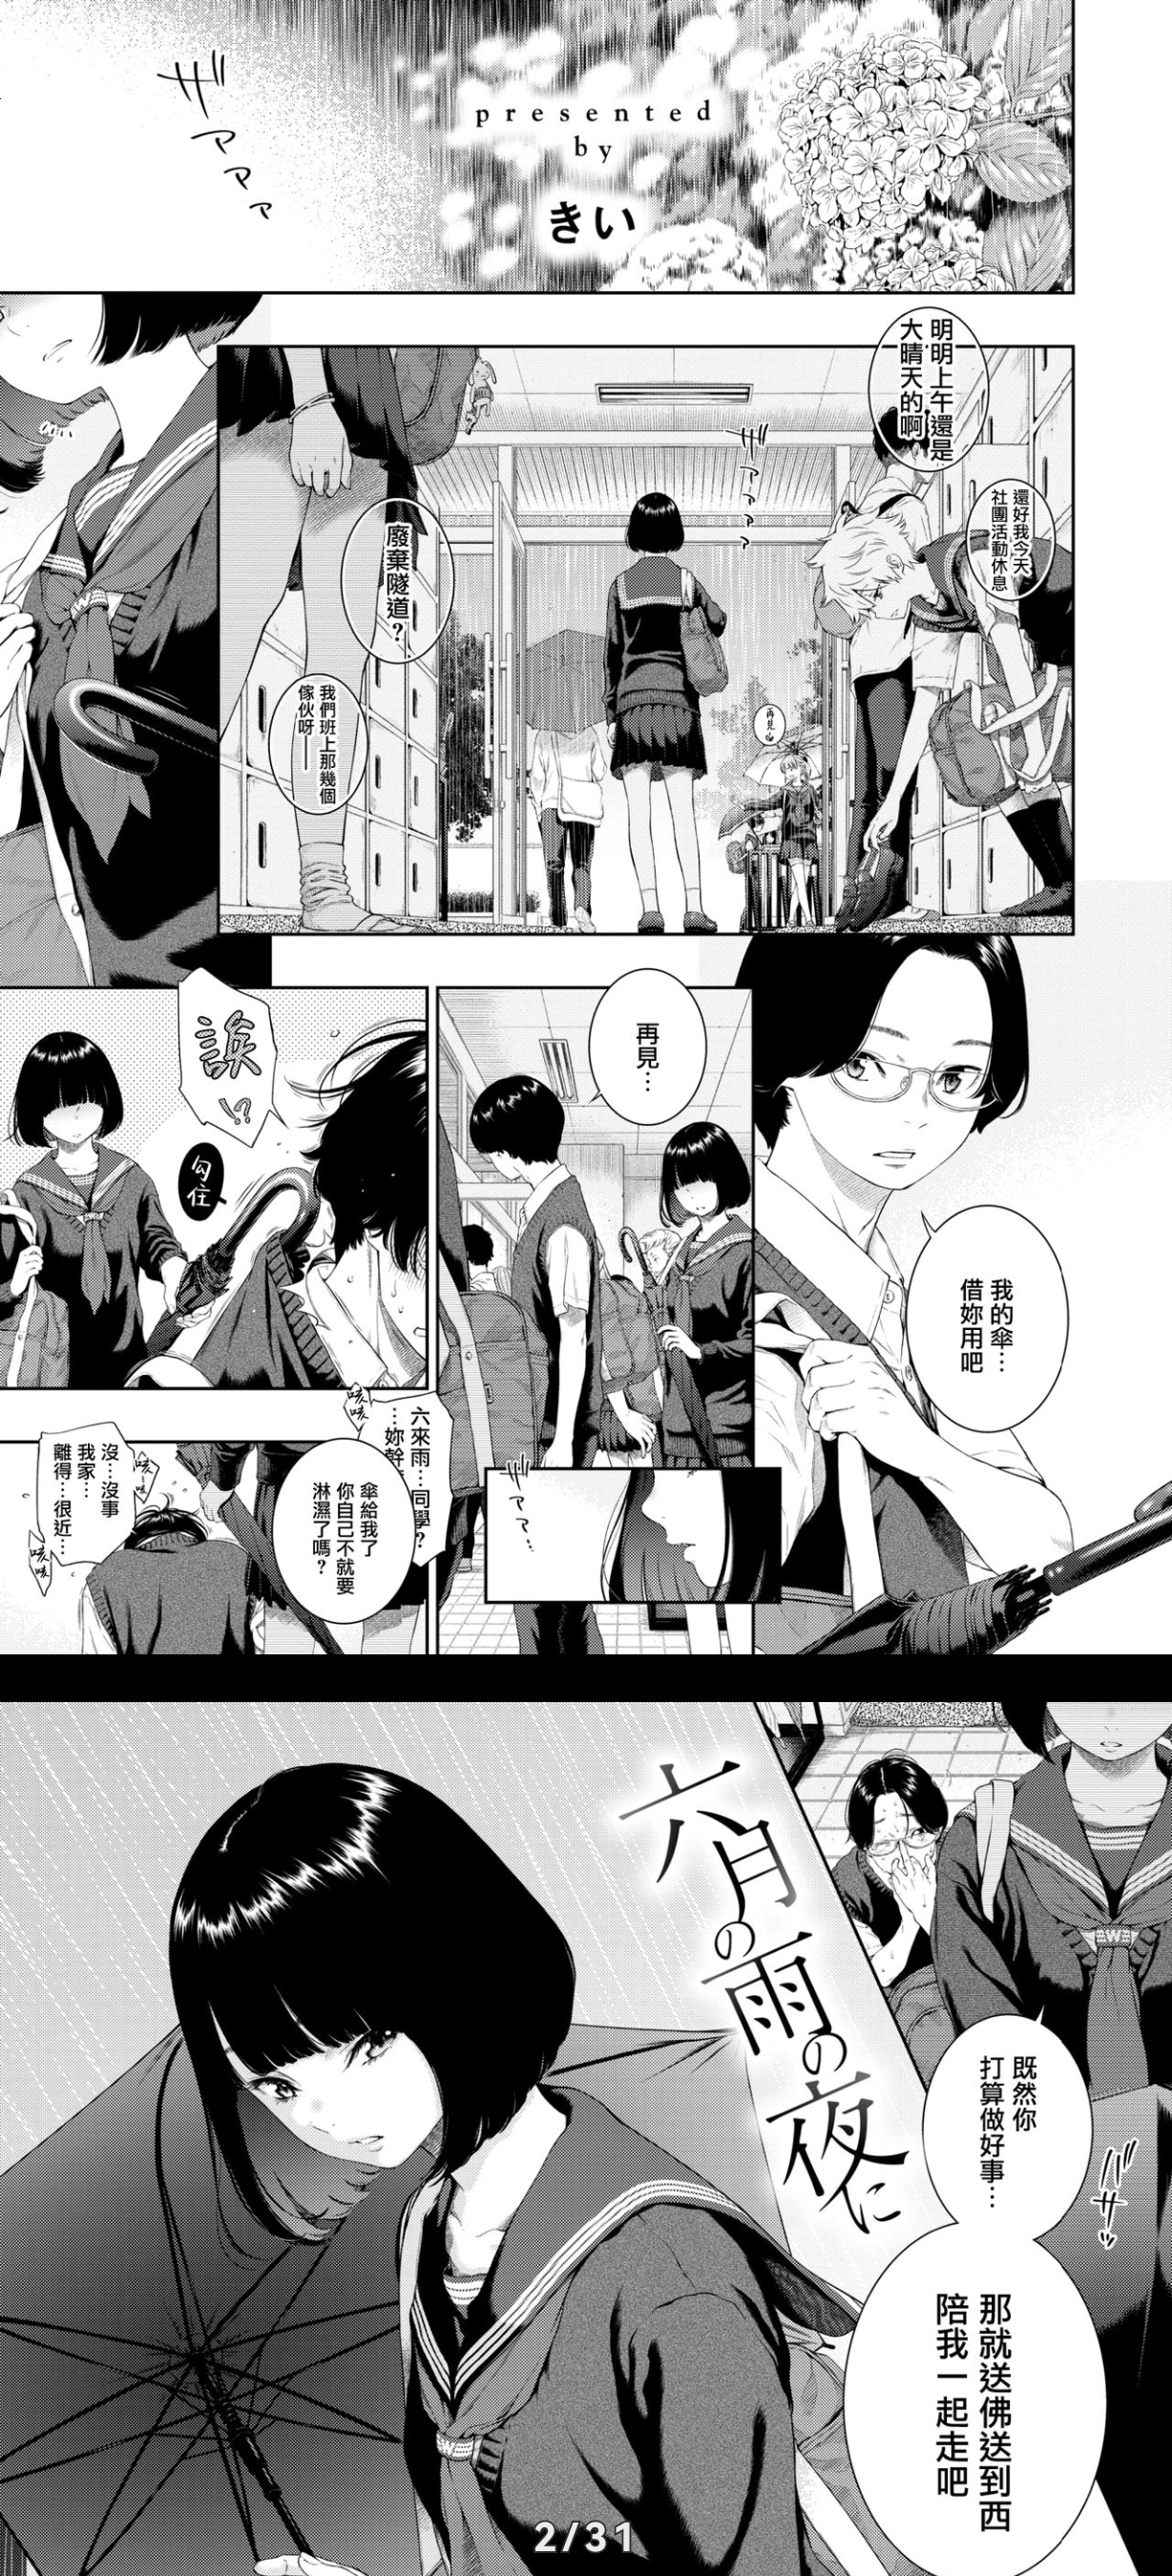 ザァァァ
presented
by
きい
明明上午還是
大晴天的啊
還好我今天
社團活動休息
ザァァァァ
再見
廢棄隧道?
我們班上那幾個
傢伙呀——
我的傘…
借妳用吧
再見…
ザァァ…
誒
!?
勾住
六來雨…同學?
…妳幹
咳咳
傘給我了
你自己不就要
淋濕了嗎?
咳…咳
沒…沒事
我家…
離得…很近…
咳咳
既然你
打算做好事…
バサッ
那就送佛送到西
陪我一起走吧
六月の雨の夜に
W
2/31